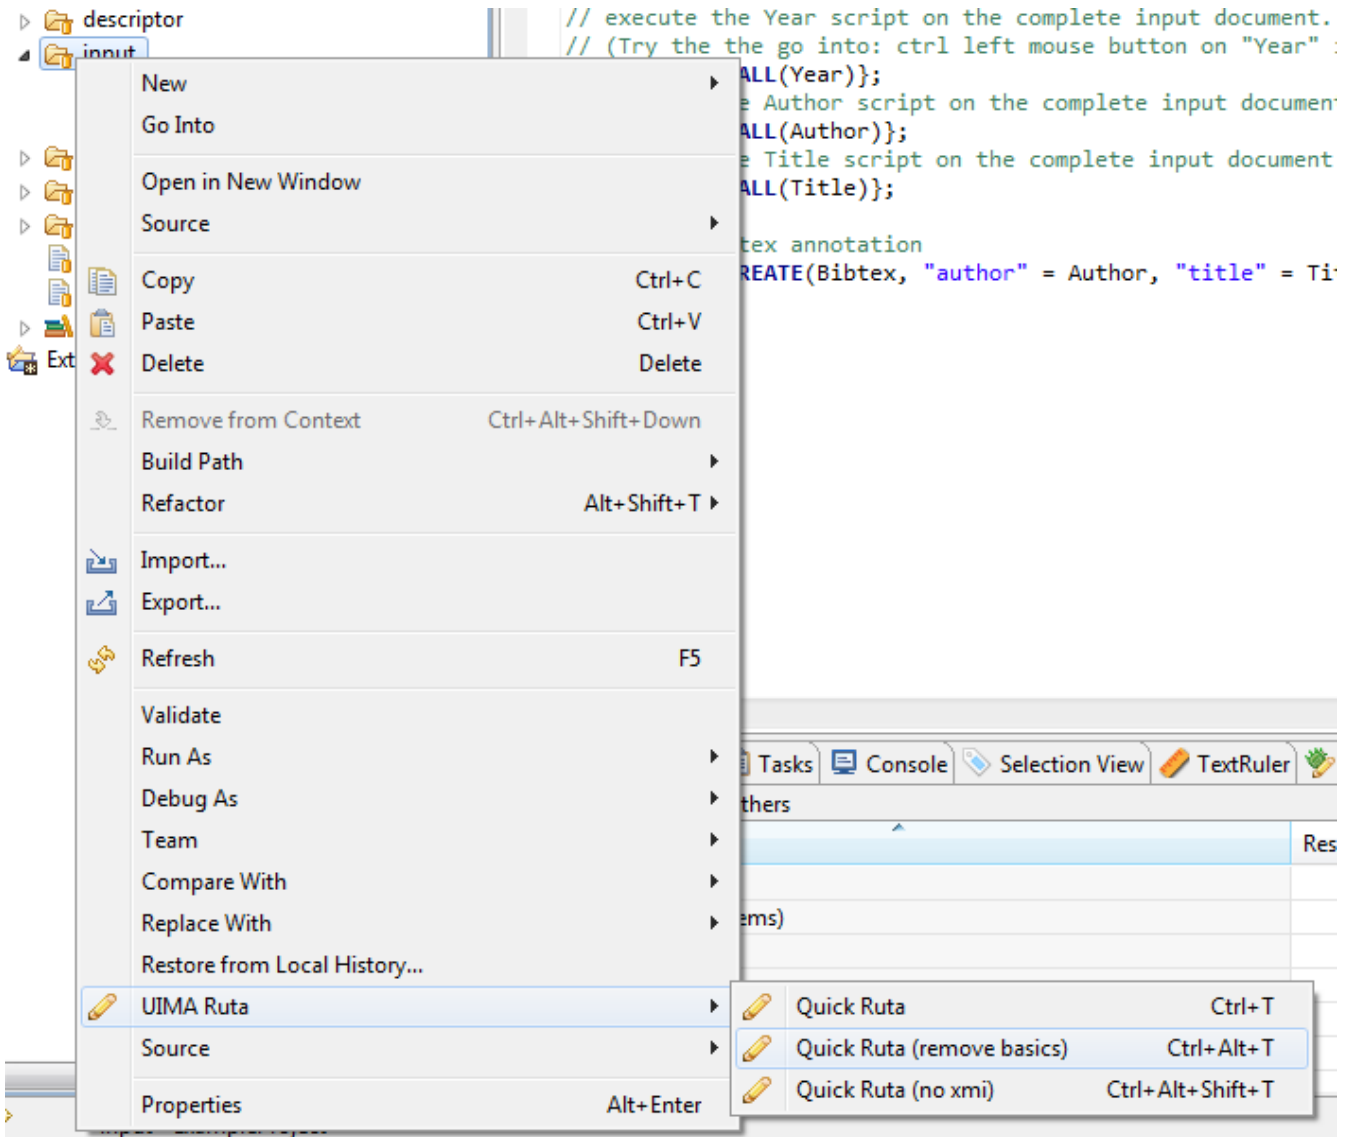 descriptor
// execute the Year script on the complete input document.
input
// (Try the the go into: ctrl left mouse button on "Year"
New
ALL(Year)};
Author script on the complete input documen
Go Into
ALL(Author)};
Title script on the complete input document
Open in New Window
ALL(Title)};
Source
tex annotation
REATE(Bibtex, "author" = Author, "title" = Ti
Copy Ctrl+C
Paste Ctrl+V
Ext
Delete Delete
Remove from Context Ctrl+Alt+Shift+Down
Build Path
Refactor Alt+Shift+T
Import...
Export...
Refresh F5
Validate
Run As
Tasks Console Selection View TextRuler
Debug As
thers
Team
Res
Compare With
Replace With
ems)
Restore from Local History...
UIMA Ruta
Quick Ruta Ctrl+T
Source
Quick Ruta (remove basics) Ctrl+Alt+T
Quick Ruta (no xmi) Ctrl+Alt+Shift+T
Properties Alt+Enter